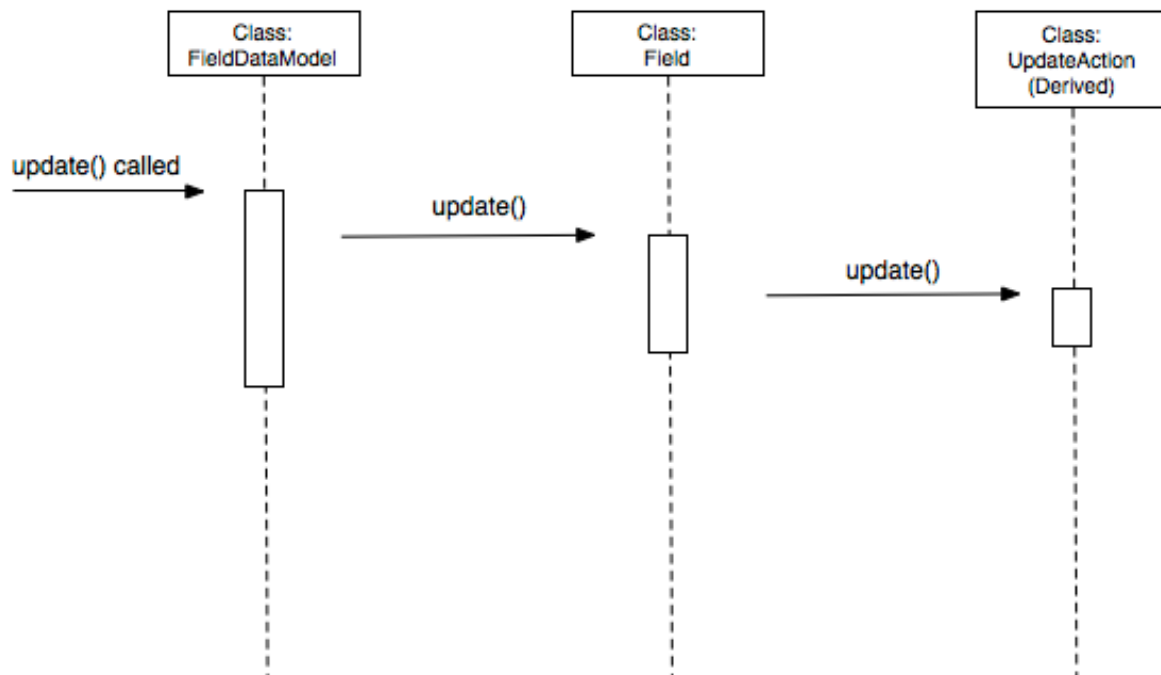 Class:
FieldDataModel
Class:
Field
Class:
UpdateAction
(Derived)
update() called
update()
update()